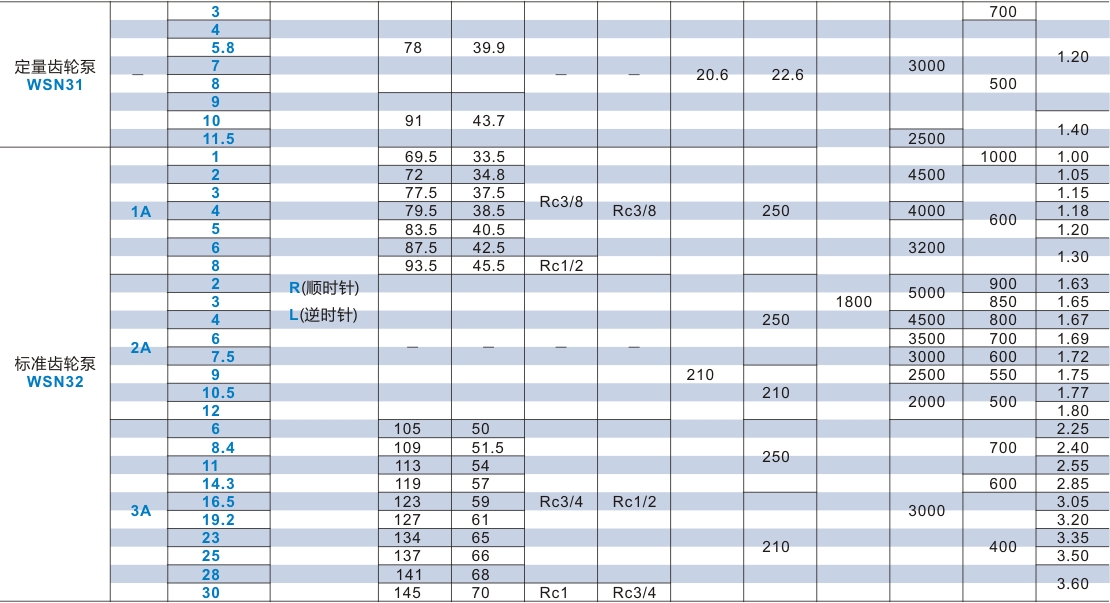 3 700
4
5.8 78 39.9
定量齿轮泵 7 3000 1.20
WSN31 — 8 — — 20.6 22.6 500
9
10 91 43.7
11.5 2500 1.40
1 69.5 33.5 1000 1.00
2 72 34.8 4500 1.05
3 77.5 37.5 1.15
1A 4 79.5 38.5 Rc3/8 Rc3/8 250 4000 600 1.18
5 83.5 40.5 1.20
6 87.5 42.5 3200
8 93.5 45.5 Rc1/2 1.30
2 R(顺时针) 5000 900 1.63
3 1800 850 1.65
4 L(逆时针) 250 4500 800 1.67
6 3500 700 1.69
标准齿轮泵 2A 7.5 — — — — 3000 600 1.72
WSN32 9 210 2500 550 1.75
10.5 210 2000 500 1.77
12 1.80
6 105 50 2.25
8.4 109 51.5 250 700 2.40
11 113 54 2.55
14.3 119 57 600 2.85
16.5 123 59 Rc3/4 Rc1/2 3.05
3A 19.2 127 61 3000 3.20
23 134 65 210 400 3.35
25 137 66 3.50
28 141 68 3.60
30 145 70 Rc1 Rc3/4